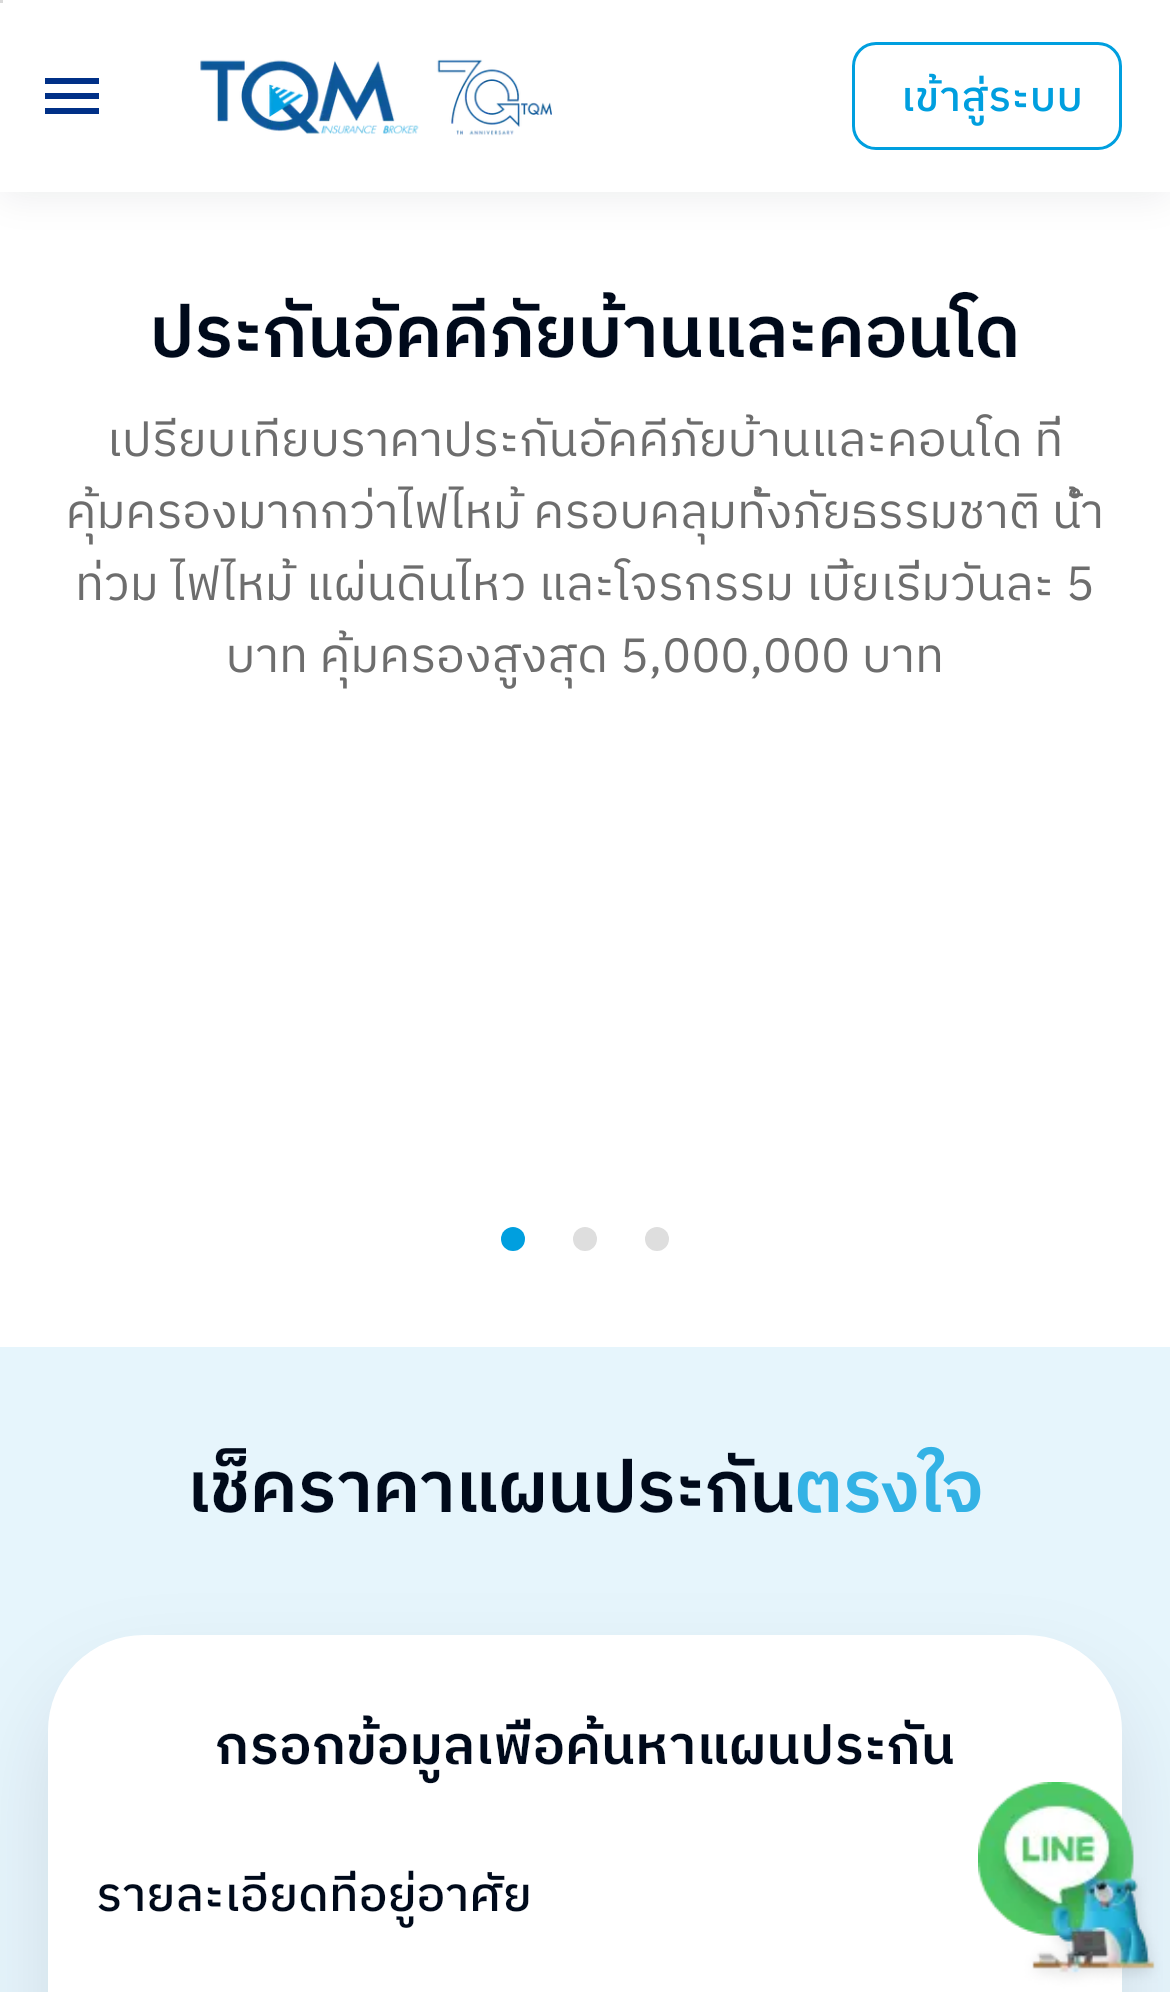 TQM
INSURANCE BROKER
70 TQM
TH ANNIVERSARY
เข้าสู่ระบบ
ประกันอัคคีภัยบ้านและคอนโด
เปรียบเทียบราคาประกันอัคคีภัยบ้านและคอนโด ที่
คุ้มครองมากกว่าไฟไหม้ ครอบคลุมทั้งภัยธรรมชาติ น้ำ
ท่วม ไฟไหม้ แผ่นดินไหว และโจรกรรม เบี้ยเริ่มวันละ 5
บาท คุ้มครองสูงสุด 5,000,000 บาท
เช็คราคาแผนประกันตรงใจ
กรอกข้อมูลเพื่อค้นหาแผนประกัน
LINE
รายละเอียดที่อยู่อาศัย